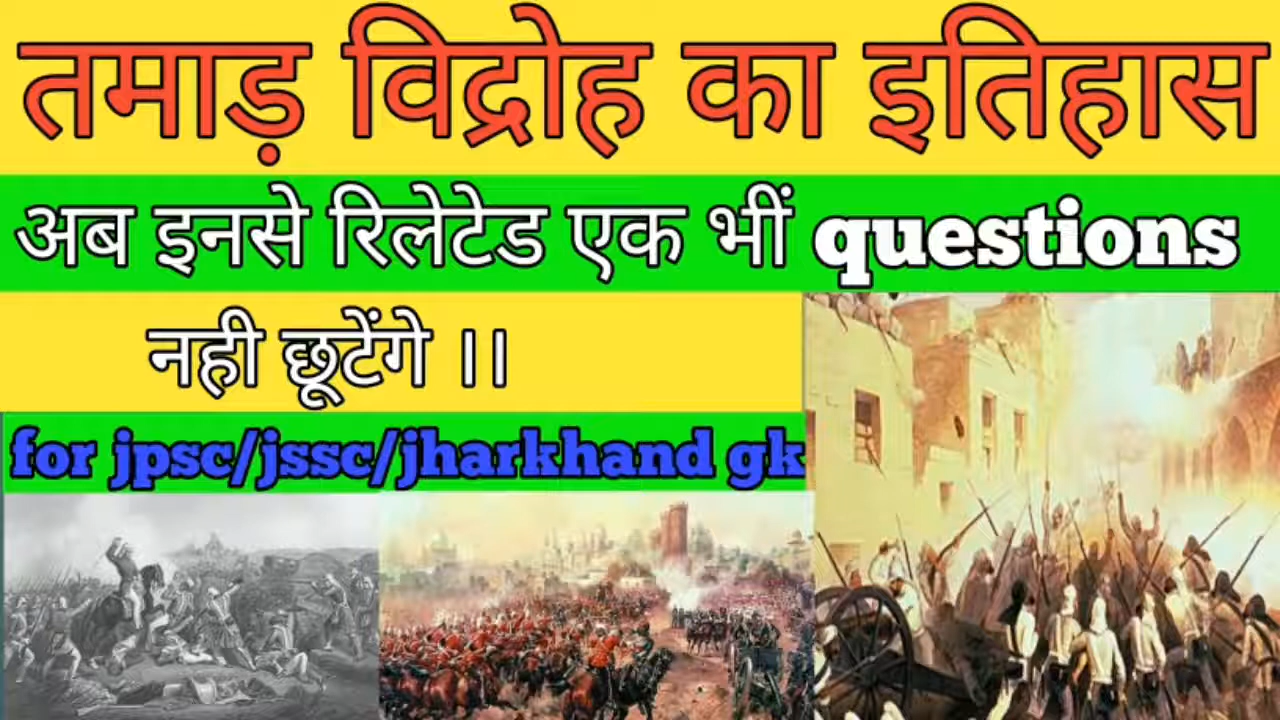 तमाड़ विद्रोह का इतिहास
अब इनसे रिलेटेड एक भीं questions
नही छूटेंगे ।।
for jpsc/jssc/jharkhand gk